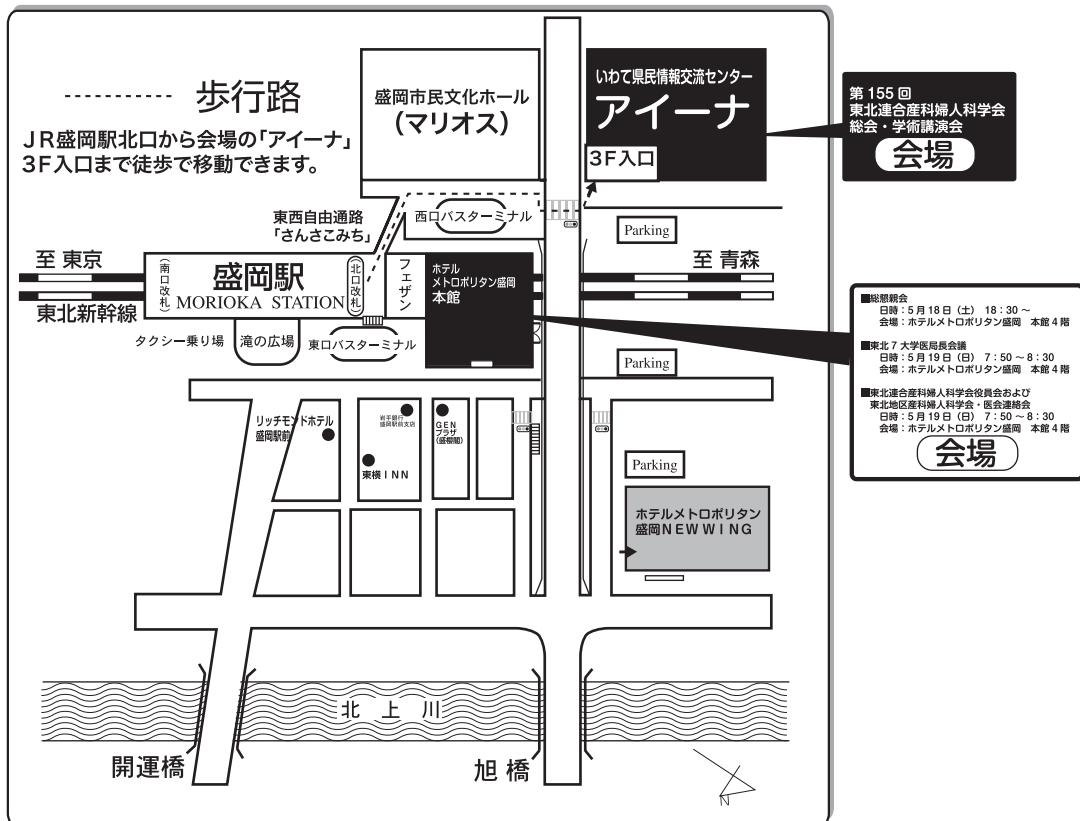 歩行路
JR盛岡駅北口から会場の「アイーナ」
3F入口まで徒歩で移動できます。
盛岡市民文化ホール
(マリオス)
いわて県民情報交流センター
アイーナ
3F入口
第155回
東北連合産科婦人科学会
総会・学術講演会
会場
東西自由通路
「さんさこみち」
西口バスターミナル
Parking
至 東京
東北新幹線
(南口改札)
盛岡駅
MORIOKA STATION
(北口改札)
フェザン
ホテル
メトロポリタン盛岡
本館
至 青森
タクシー乗り場
滝の広場
東口バスターミナル
Parking
■総懇親会
日時:5月18日(土) 18:30～
会場:ホテルメトロポリタン盛岡 本館4階
■東北7大学医局長会議
日時:5月19日(日) 7:50～8:30
会場:ホテルメトロポリタン盛岡 本館4階
■東北連合産科婦人科学会役員会および
東北地区産科婦人科学会・医会連絡会
日時:5月19日(日) 7:50～8:30
会場:ホテルメトロポリタン盛岡 本館4階
会場
リッチモンドホテル
盛岡駅前
岩手銀行
盛岡駅前支店
東横INN
GEN
プラザ
(盛楼閣)
Parking
ホテルメトロポリタン
盛岡NEW WING
北上川
開運橋
旭橋
N